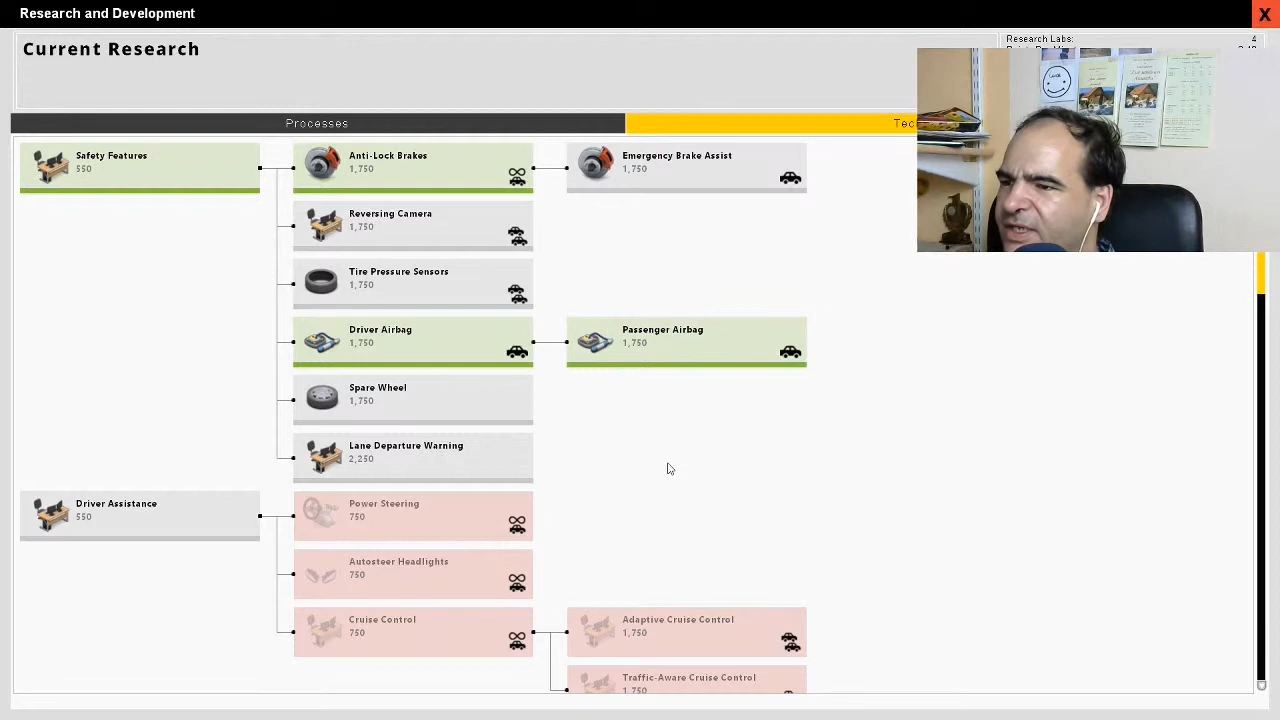 Research and Development
X
Current Research
Research Labs: 4
Processes
Tec
Safety Features
550
Anti-Lock Brakes
1,750
Emergency Brake Assist
1,750
Reversing Camera
1,750
Tire Pressure Sensors
1,750
Driver Airbag
1,750
Passenger Airbag
1,750
Spare Wheel
1,750
Lane Departure Warning
2,250
Driver Assistance
550
Power Steering
750
Autosteer Headlights
750
Cruise Control
750
Adaptive Cruise Control
1,750
Traffic-Aware Cruise Control
1,750